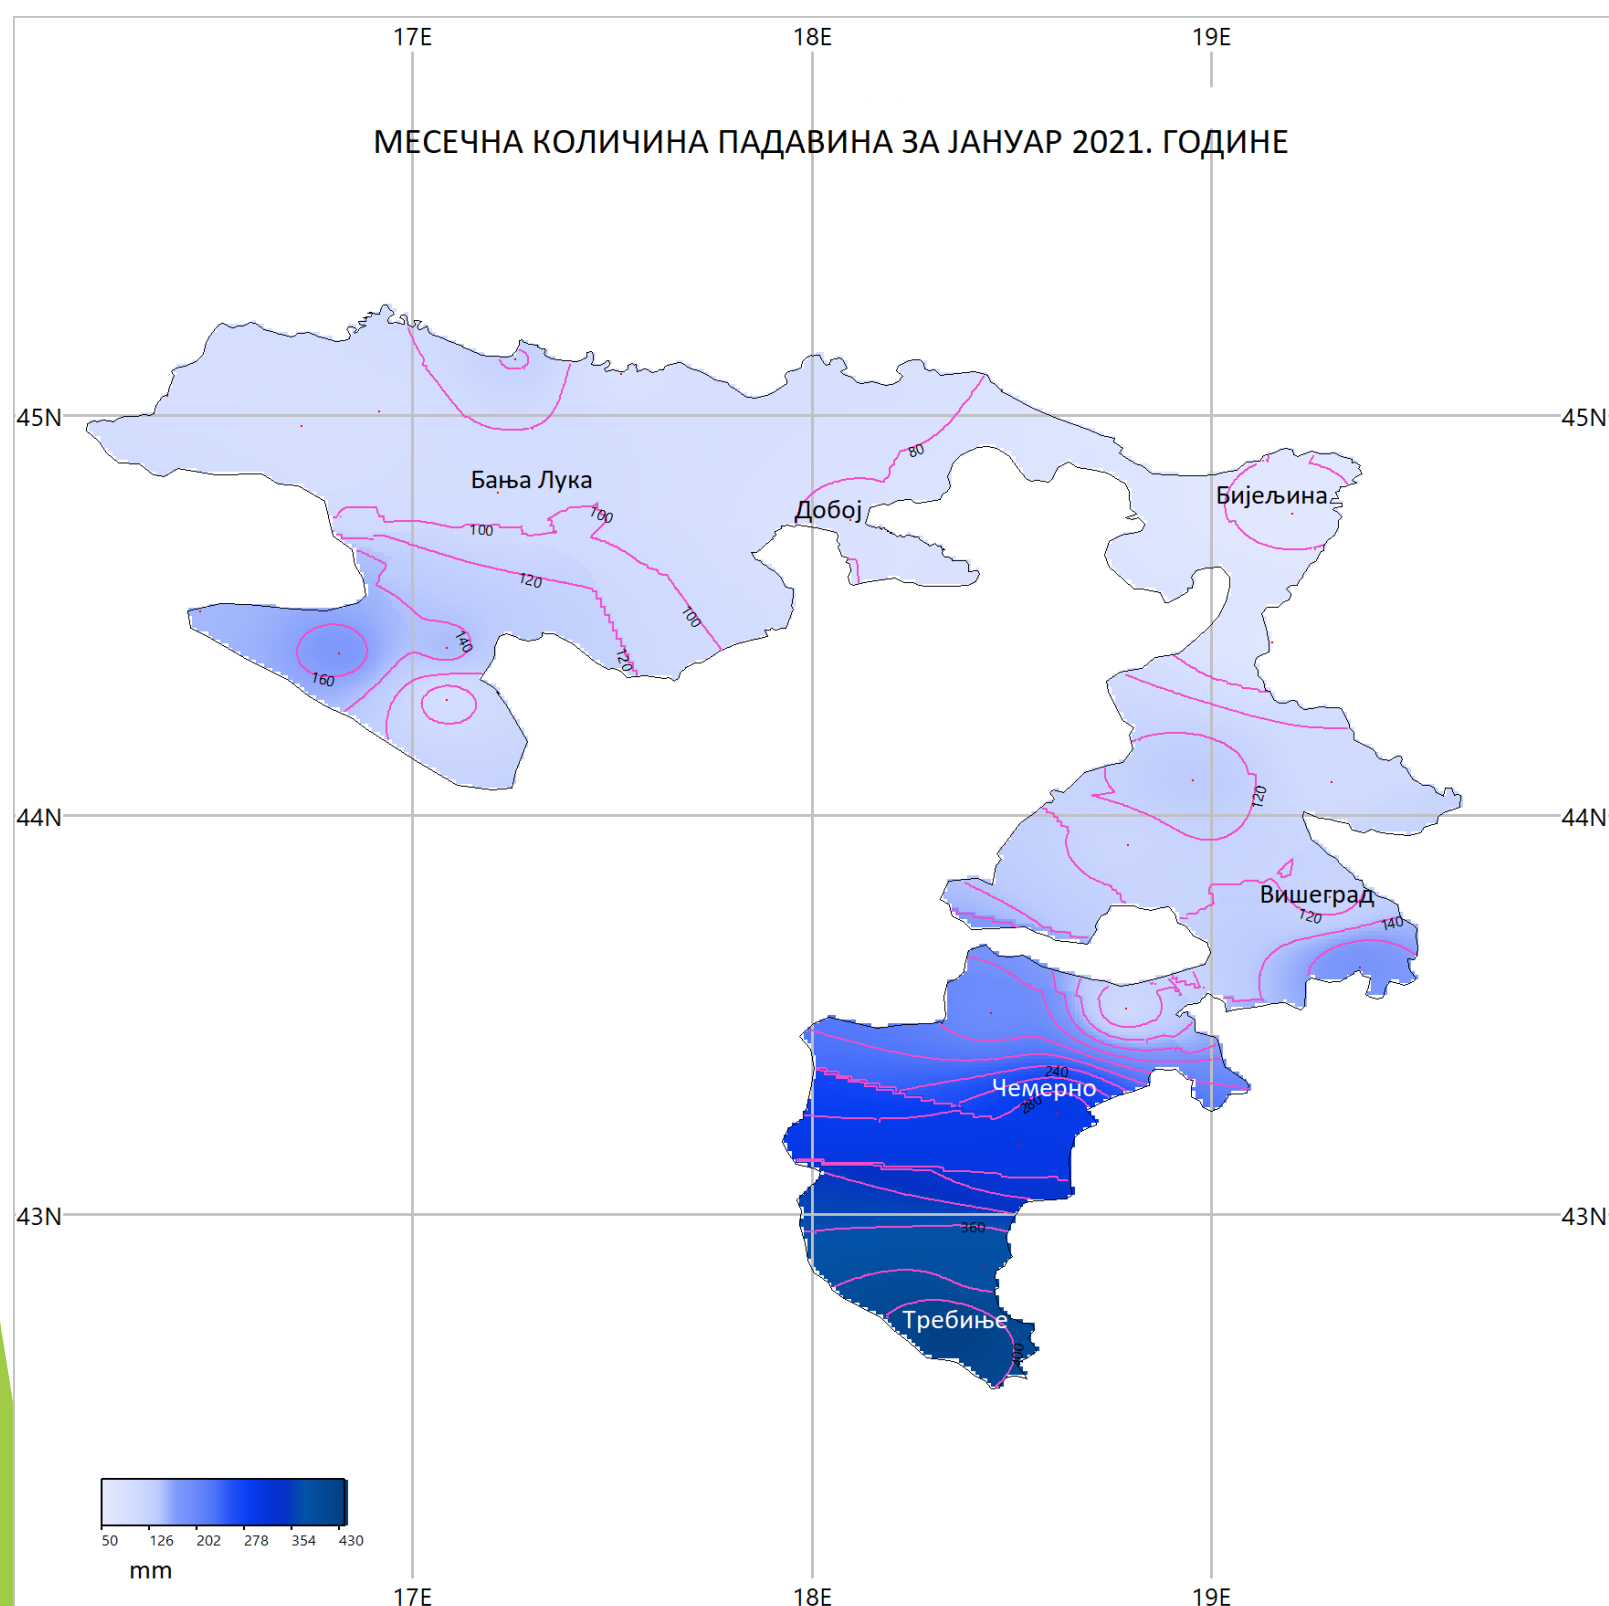 17E 18E 19E
МЕСЕЧНА КОЛИЧИНА ПАДАВИНА ЗА ЈАНУАР 2021. ГОДИНЕ
45N 45N
80
Бања Лука
Бијељина
100 Добој
100
120
100
140
120
160
120
44N 44N
Вишеград
120 140
240
Чемерно
280
43N 43N
360
Требиње
400
50 126 202 278 354 430
mm
17E 18E 19E